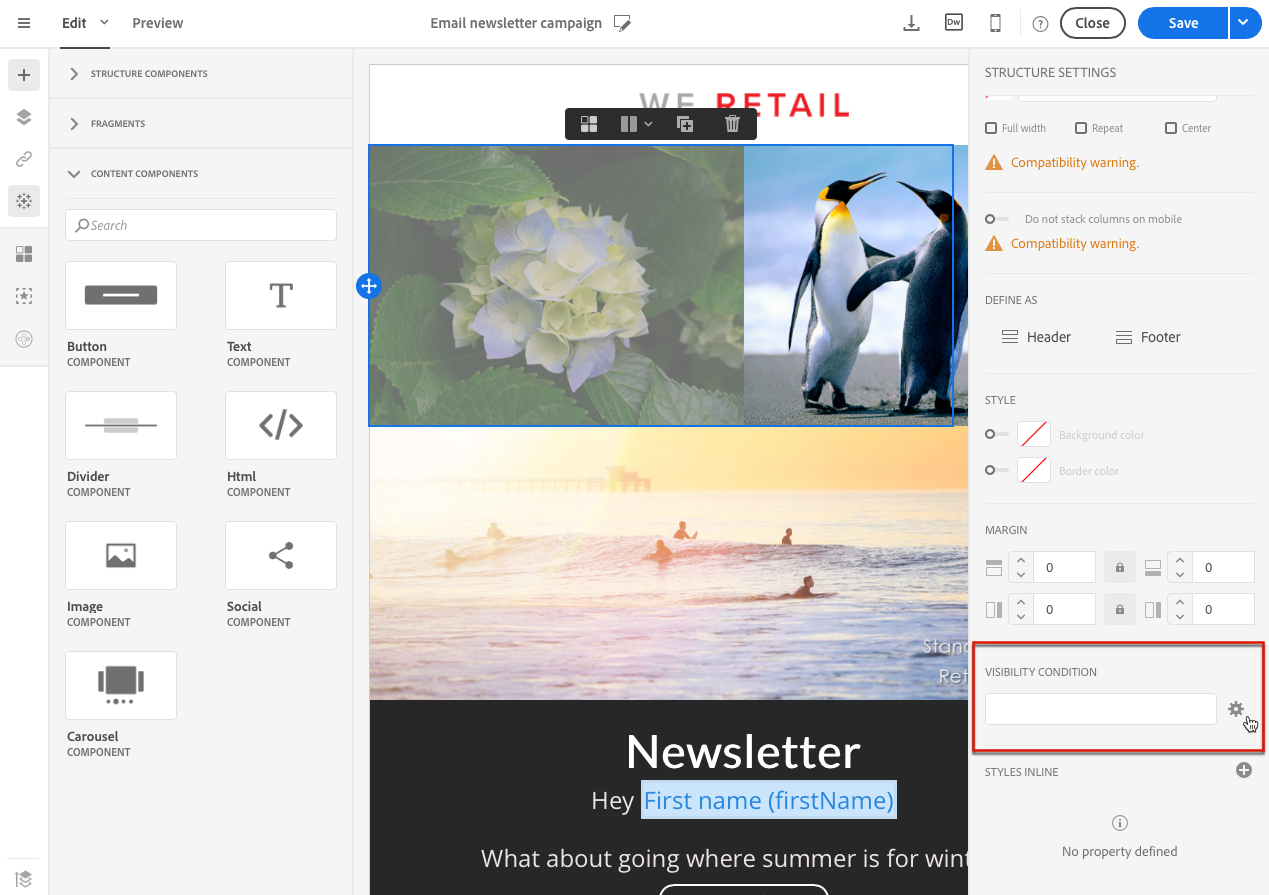 Edit
Preview
Email newsletter campaign
Dw
?
Close
Save
STRUCTURE COMPONENTS
FRAGMENTS
CONTENT COMPONENTS
Search
Button
COMPONENT
Text
COMPONENT
Divider
COMPONENT
Html
COMPONENT
Image
COMPONENT
Social
COMPONENT
Carousel
COMPONENT
WE RETAIL
Newsletter
Hey First name (firstName)
What about going where summer is for
STRUCTURE SETTINGS
Full width
Repeat
Center
Compatibility warning.
Do not stack columns on mobile
Compatibility warning.
DEFINE AS
Header
Footer
STYLE
Background color
Border color
MARGIN
0
0
0
0
VISIBILITY CONDITION
STYLES INLINE
No property defined